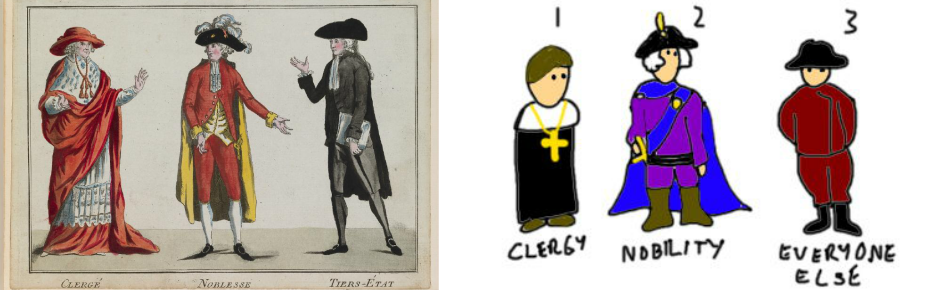 CLERGÉ
NOBLESSE
TIERS-ÉTAT
1
2
3
CLERGY
NOBILITY
EVERYONE
ELSE